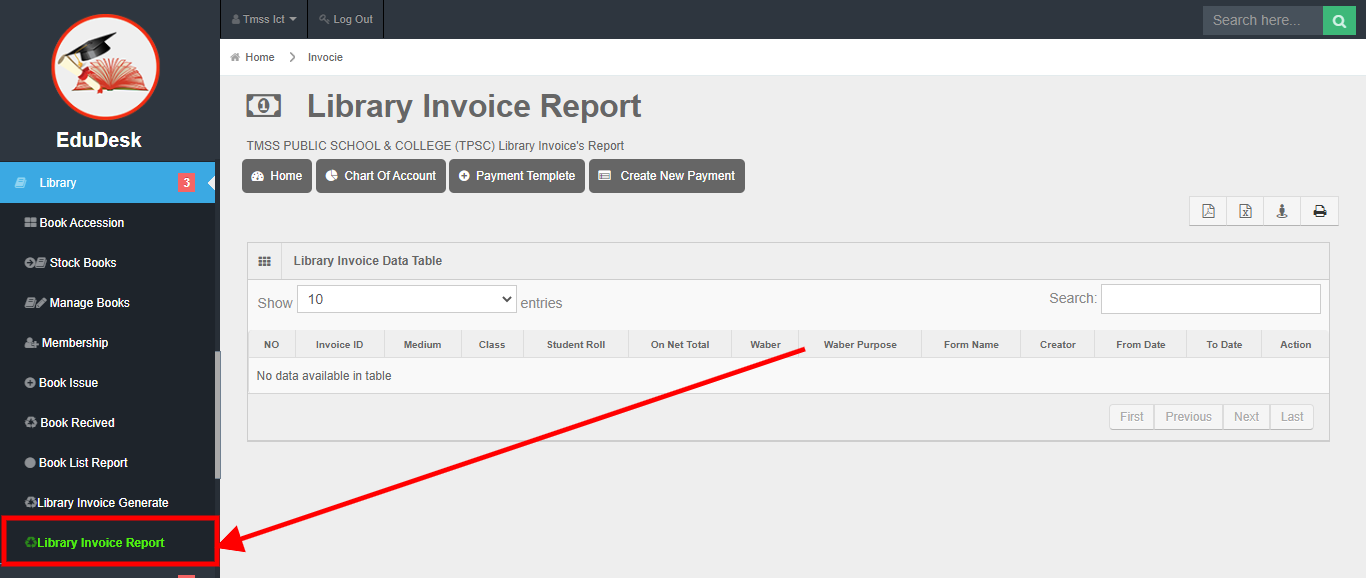 Tmss Ict
Log Out
Search here...
EduDesk
Home
Invocie
Library Invoice Report
TMSS PUBLIC SCHOOL & COLLEGE (TPSC) Library Invoice's Report
Home
Chart Of Account
Payment Templete
Create New Payment
Library
3
Book Accession
Stock Books
Manage Books
Membership
Book Issue
Book Recived
Book List Report
Library Invoice Generate
Library Invoice Report
Library Invoice Data Table
Show 10 entries
Search:
NO Invoice ID Medium Class Student Roll On Net Total Waber Waber Purpose Form Name Creator From Date To Date Action
No data available in table
First Previous Next Last